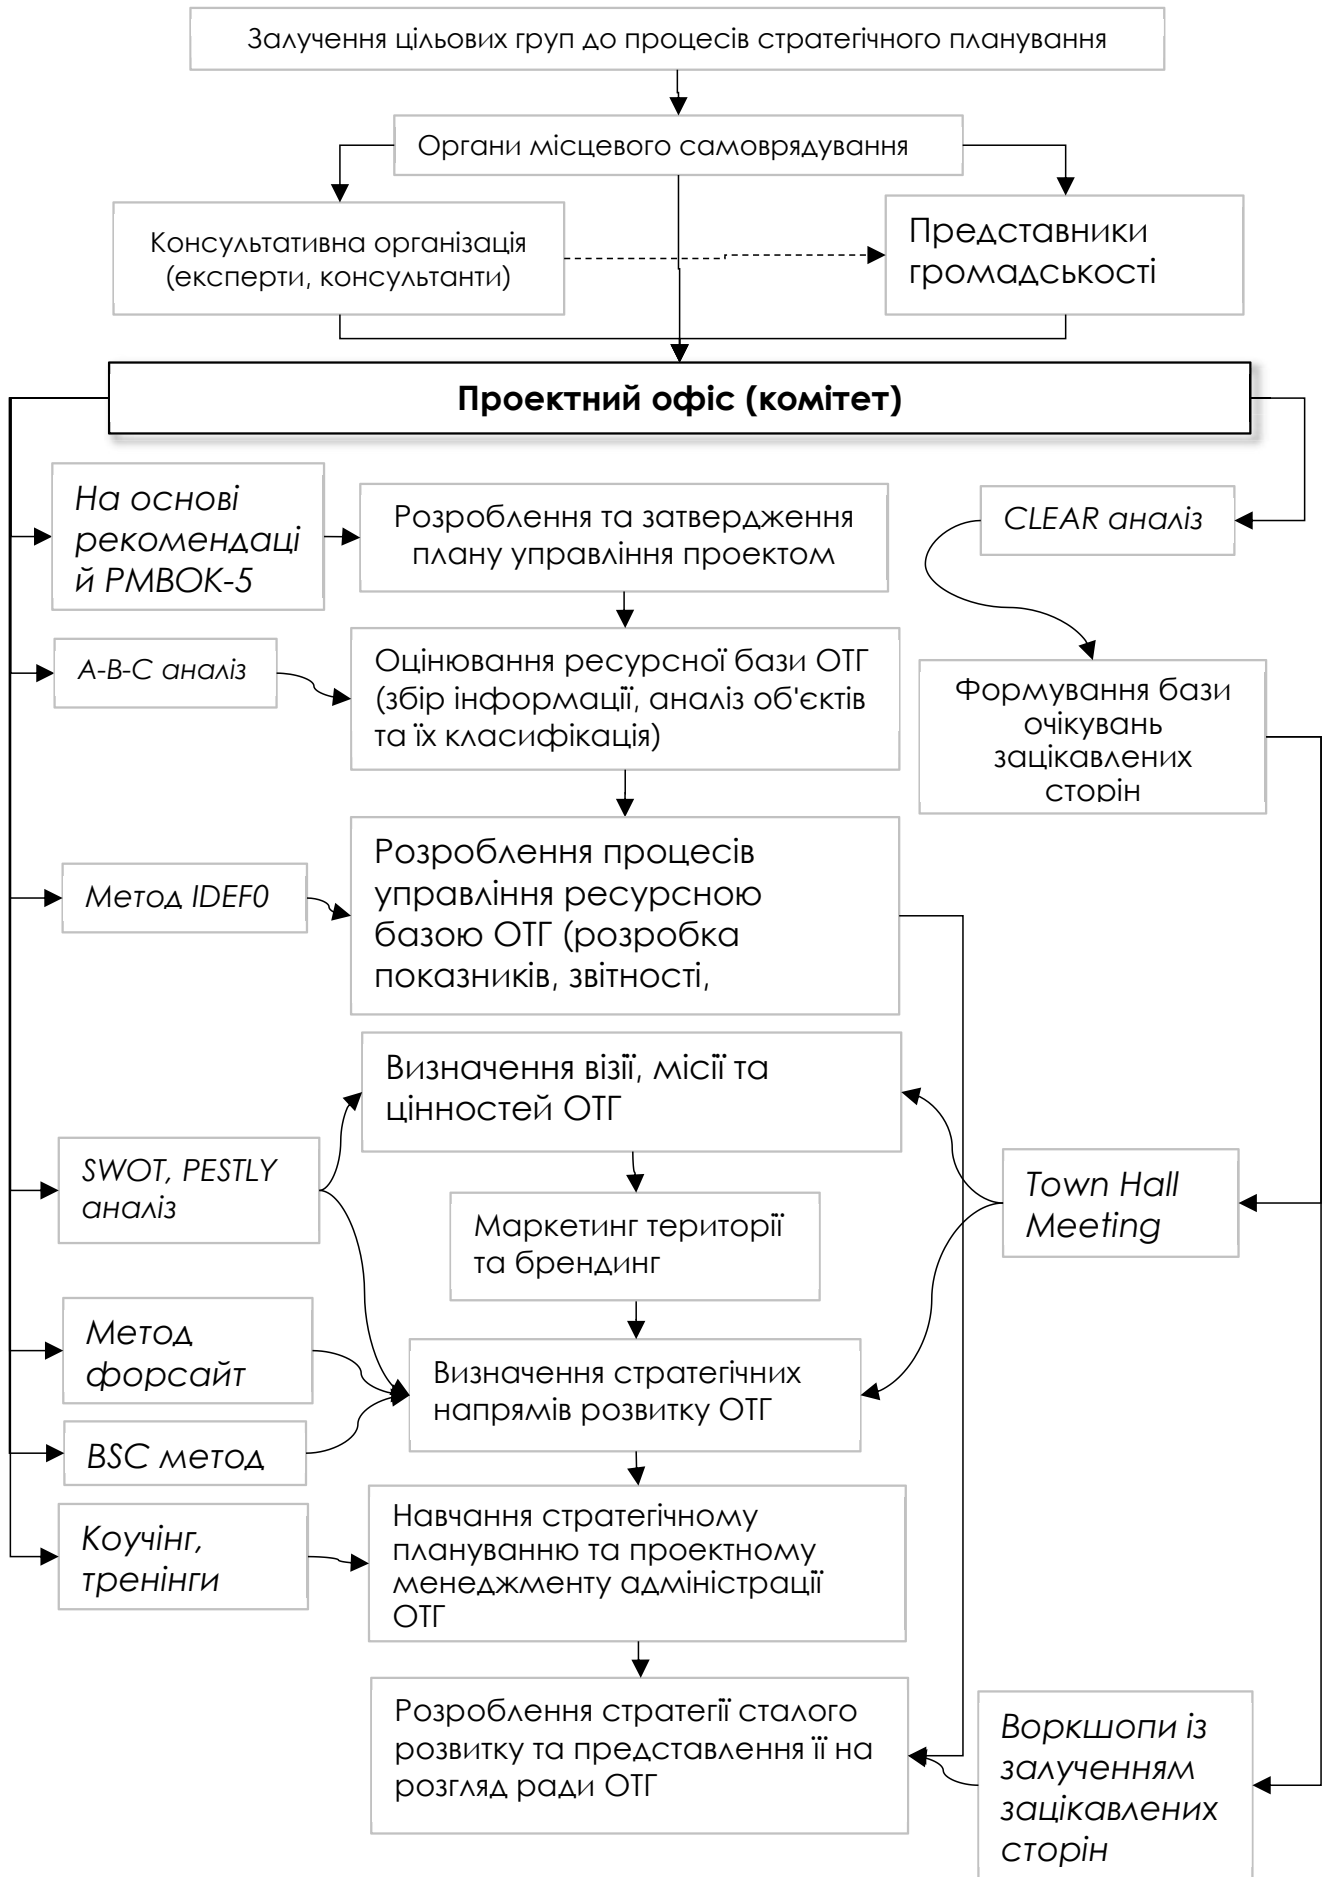 Залучення цільових груп до процесів стратегічного планування
Органи місцевого самоврядування
Консультативна організація
(експерти, консультанти)
Представники
громадськості
Проектний офіс (комітет)
На основі
рекомендаці
й PMBOK-5
Розроблення та затвердження
плану управління проектом
CLEAR аналіз
A-B-C аналіз
Оцінювання ресурсної бази ОТГ
(збір інформації, аналіз об'єктів
та їх класифікація)
Формування бази
очікувань
зацікавлених
сторін
Метод IDEF0
Розроблення процесів
управління ресурсною
базою ОТГ (розробка
показників, звітності,
Визначення візії, місії та
цінностей ОТГ
SWOT, PESTLY
аналіз
Town Hall
Meeting
Маркетинг території
та брендинг
Метод
форсайт
Визначення стратегічних
напрямів розвитку ОТГ
BSC метод
Коучінг,
тренінги
Навчання стратегічному
плануванню та проектному
менеджменту адміністрації
ОТГ
Розроблення стратегії сталого
розвитку та представлення її на
розгляд ради ОТГ
Воркшопи із
залученням
зацікавлених
сторін